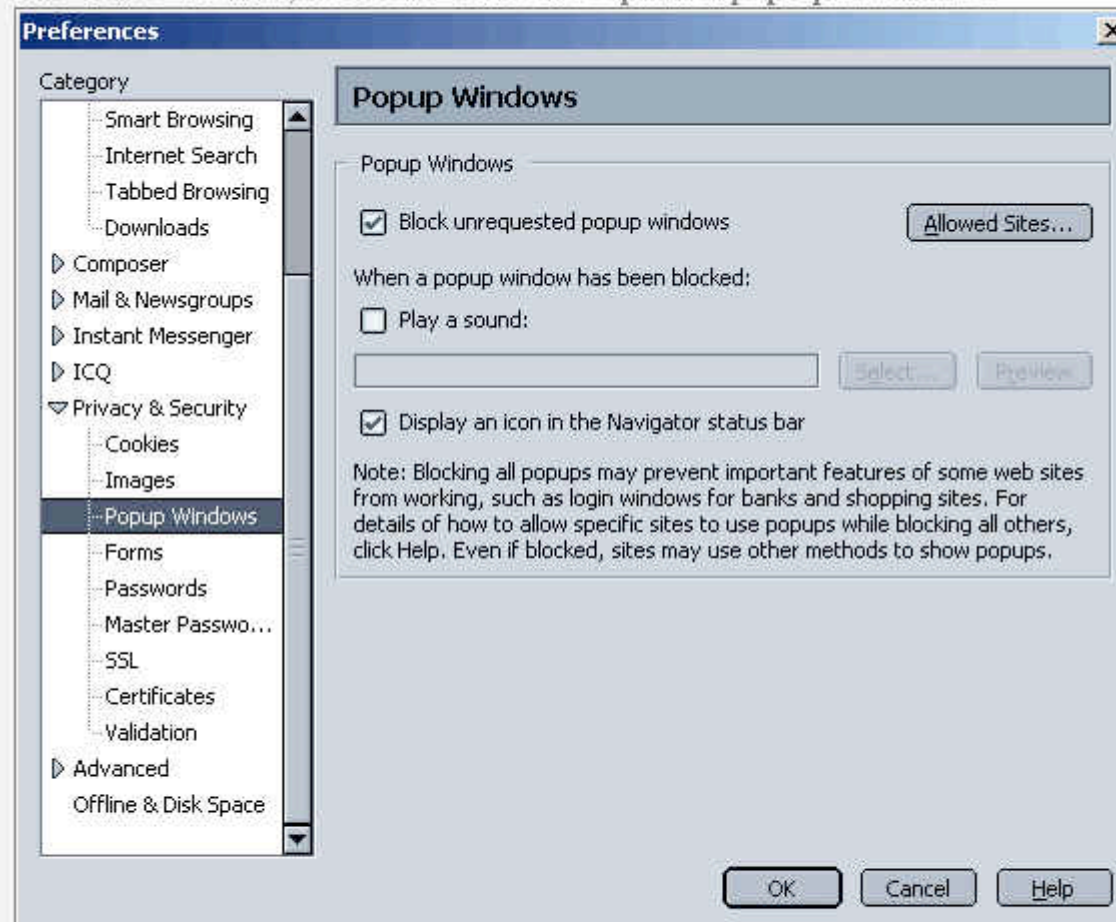 Preferences
Category
Smart Browsing
Internet Search
Tabbed Browsing
Downloads
Composer
Mail & Newsgroups
Instant Messenger
ICQ
Privacy & Security
Cookies
Images
Popup Windows
Forms
Passwords
Master Passwo...
SSL
Certificates
Validation
Advanced
Offline & Disk Space
Popup Windows
Popup Windows
Block unrequested popup windows
Allowed Sites...
When a popup window has been blocked:
Play a sound:
Select...
Preview
Display an icon in the Navigator status bar
Note: Blocking all popups may prevent important features of some web sites
from working, such as login windows for banks and shopping sites. For
details of how to allow specific sites to use popups while blocking all others,
click Help. Even if blocked, sites may use other methods to show popups.
OK
Cancel
Help